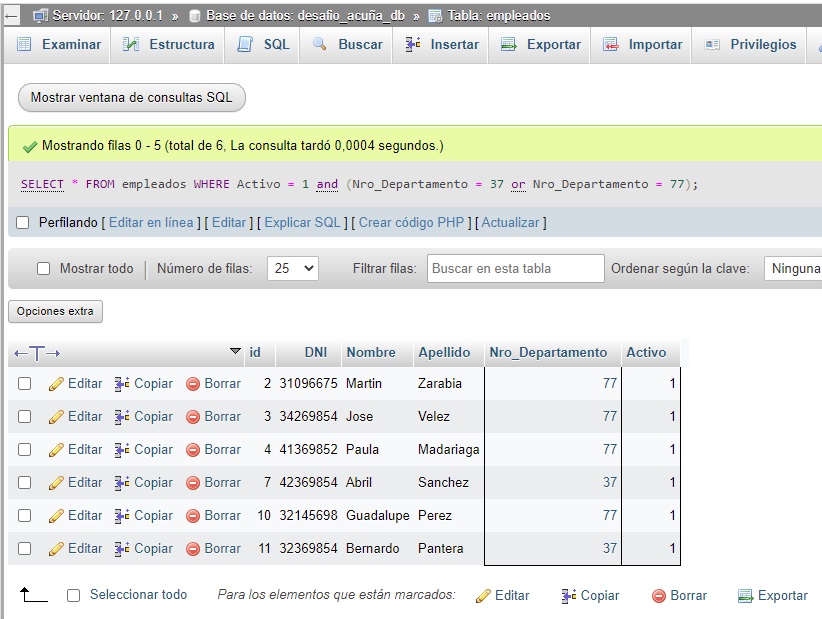 Servidor: 127.0.0.1 » Base de datos: desafio_acuña_db » Tabla: empleados
Examinar Estructura SQL Buscar Insertar Exportar Importar Privilegios
Mostrar ventana de consultas SQL
Mostrando filas 0 - 5 (total de 6, La consulta tardó 0,0004 segundos.)
SELECT * FROM empleados WHERE Activo = 1 and (Nro_Departamento = 37 or Nro_Departamento = 77);
Perfilando [ Editar en línea ] [ Editar ] [ Explicar SQL ] [ Crear código PHP ] [ Actualizar ]
Mostrar todo Número de filas: 25 Filtrar filas: Buscar en esta tabla Ordenar según la clave: Ninguna
Opciones extra
←T→ id DNI Nombre Apellido Nro_Departamento Activo
Editar Copiar Borrar 2 31096675 Martin Zarabia 77 1
Editar Copiar Borrar 3 34269854 Jose Velez 77 1
Editar Copiar Borrar 4 41369852 Paula Madariaga 77 1
Editar Copiar Borrar 7 42369854 Abril Sanchez 37 1
Editar Copiar Borrar 10 32145698 Guadalupe Perez 77 1
Editar Copiar Borrar 11 32369854 Bernardo Pantera 37 1
Seleccionar todo Para los elementos que están marcados: Editar Copiar Borrar Exportar